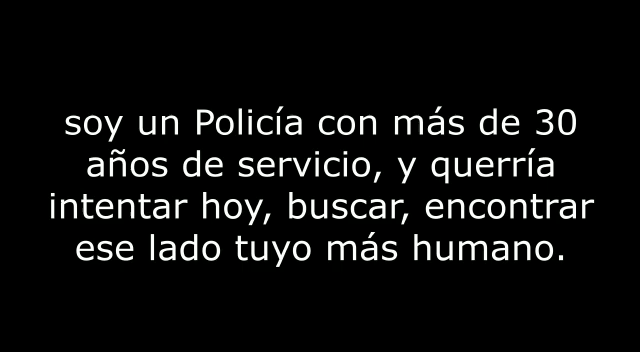 soy un Policía con más de 30
años de servicio, y querría
intentar hoy, buscar, encontrar
ese lado tuyo más humano.